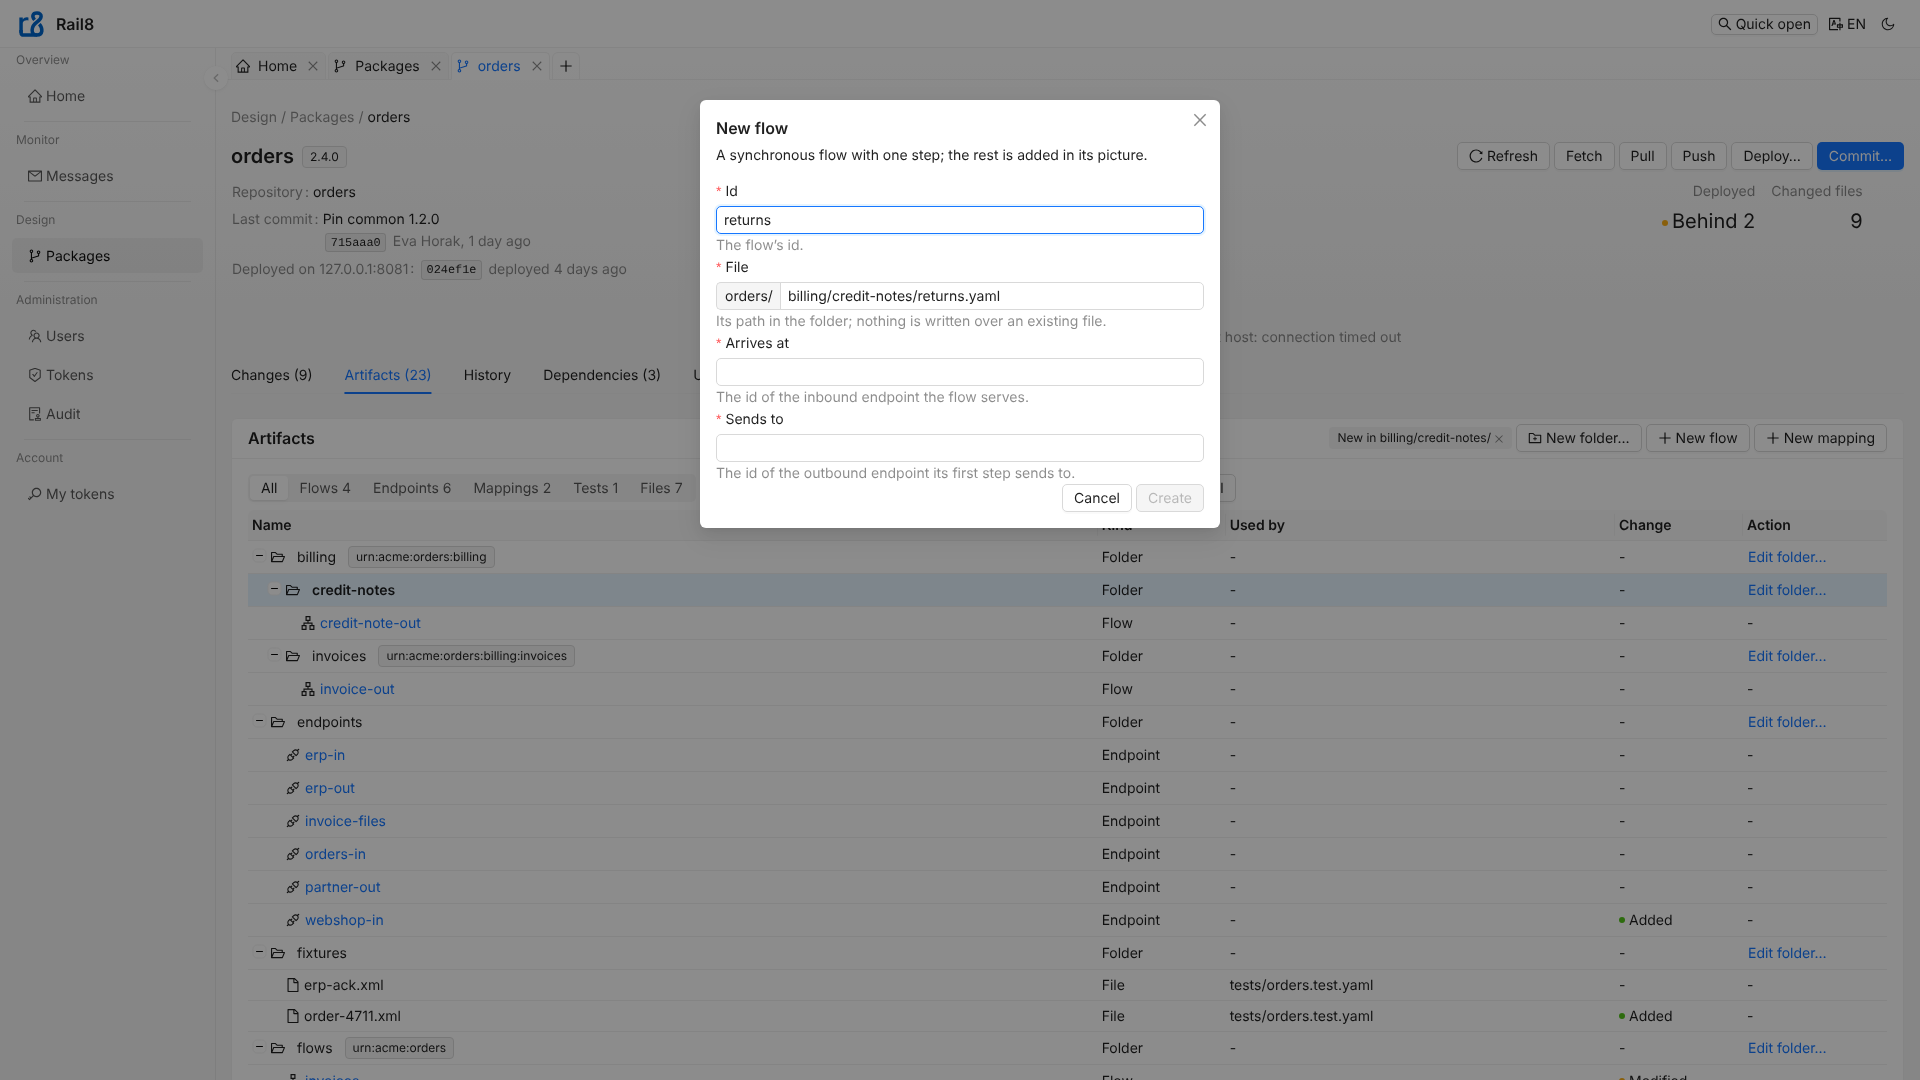 Rail8
Quick open
EN
Overview
Home
Monitor
Messages
Design
Packages
Administration
Users
Tokens
Audit
Account
My tokens
Home
Packages
orders
Design / Packages / orders
orders 2.4.0
Refresh
Fetch
Pull
Push
Deploy...
Commit...
Repository: orders
Last commit: Pin common 1.2.0
715aaa0 Eva Horak, 1 day ago
Deployed on 127.0.0.1:8081: 024ef1e deployed 4 days ago
Deployed
Behind 2
Changed files
9
host: connection timed out
Changes (9)
Artifacts (23)
History
Dependencies (3)
New flow
A synchronous flow with one step; the rest is added in its picture.
* Id
returns
The flow’s id.
* File
orders/ billing/credit-notes/returns.yaml
Its path in the folder; nothing is written over an existing file.
* Arrives at
The id of the inbound endpoint the flow serves.
* Sends to
The id of the outbound endpoint its first step sends to.
Cancel
Create
Artifacts
New in billing/credit-notes/
New folder...
New flow
New mapping
All
Flows 4
Endpoints 6
Mappings 2
Tests 1
Files 7
Name Kind Used by Change Action
billing urn:acme:orders:billing Folder - - Edit folder...
credit-notes Folder - - Edit folder...
credit-note-out Flow - - -
invoices urn:acme:orders:billing:invoices Folder - - Edit folder...
invoice-out Flow - - -
endpoints Folder - - Edit folder...
erp-in Endpoint - - -
erp-out Endpoint - - -
invoice-files Endpoint - - -
orders-in Endpoint - - -
partner-out Endpoint - - -
webshop-in Endpoint - Added -
fixtures Folder - - Edit folder...
erp-ack.xml File tests/orders.test.yaml - -
order-4711.xml File tests/orders.test.yaml Added -
flows urn:acme:orders Folder - - Edit folder...
invoices Flow Modified